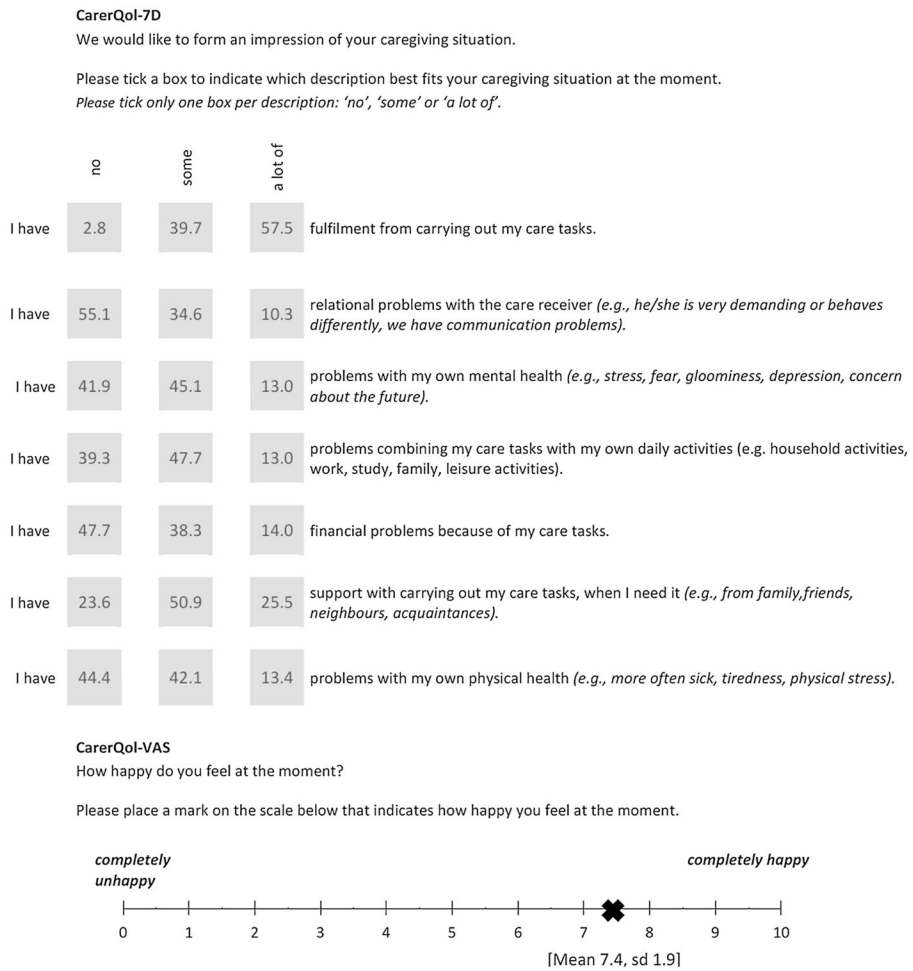 CarerQol-7D
We would like to form an impression of your caregiving situation.
Please tick a box to indicate which description best fits your caregiving situation at the moment.
Please tick only one box per description: ‘no’, ‘some’ or ‘a lot of’.
no some a lot of
I have 2.8 39.7 57.5 fulfilment from carrying out my care tasks.
I have 55.1 34.6 10.3 relational problems with the care receiver (e.g., he/she is very demanding or behaves
differently, we have communication problems).
I have 41.9 45.1 13.0 problems with my own mental health (e.g., stress, fear, gloominess, depression, concern
about the future).
I have 39.3 47.7 13.0 problems combining my care tasks with my own daily activities (e.g. household activities,
work, study, family, leisure activities).
I have 47.7 38.3 14.0 financial problems because of my care tasks.
I have 23.6 50.9 25.5 support with carrying out my care tasks, when I need it (e.g., from family,friends,
neighbours, acquaintances).
I have 44.4 42.1 13.4 problems with my own physical health (e.g., more often sick, tiredness, physical stress).
CarerQol-VAS
How happy do you feel at the moment?
Please place a mark on the scale below that indicates how happy you feel at the moment.
completely completely happy
unhappy
0 1 2 3 4 5 6 7 8 9 10
[Mean 7.4, sd 1.9]